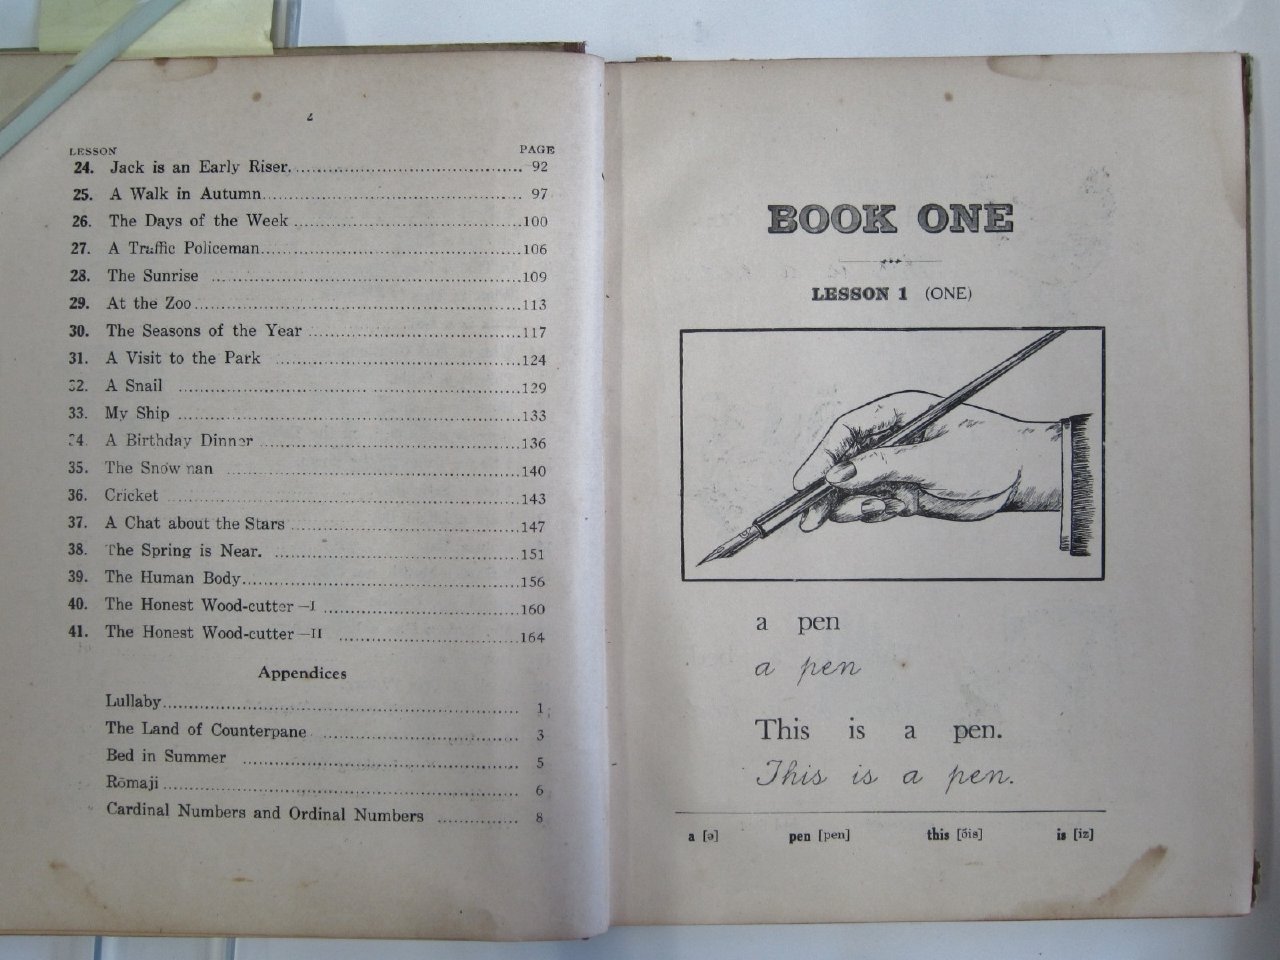 2
LESSON PAGE
24. Jack is an Early Riser. 92
25. A Walk in Autumn 97
26. The Days of the Week 100
27. A Traffic Policeman 106
28. The Sunrise 109
29. At the Zoo 113
30. The Seasons of the Year 117
31. A Visit to the Park 124
32. A Snail 129
33. My Ship 133
34. A Birthday Dinner 136
35. The Snowman 140
36. Cricket 143
37. A Chat about the Stars 147
38. The Spring is Near. 151
39. The Human Body 156
40. The Honest Wood-cutter—I 160
41. The Honest Wood-cutter—II 164
Appendices
Lullaby 1
The Land of Counterpane 3
Bed in Summer 5
Rōmaji 6
Cardinal Numbers and Ordinal Numbers 8
BOOK ONE
LESSON 1 (ONE)
a pen
a pen
This is a pen.
This is a pen.
a [ə] pen [pen] this [ðis] is [iz]